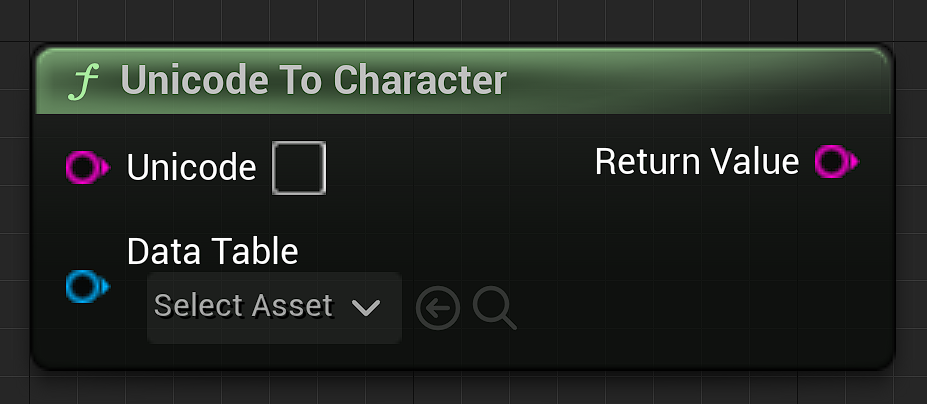 Unicode To Character
Unicode
Return Value
Data Table
Select Asset